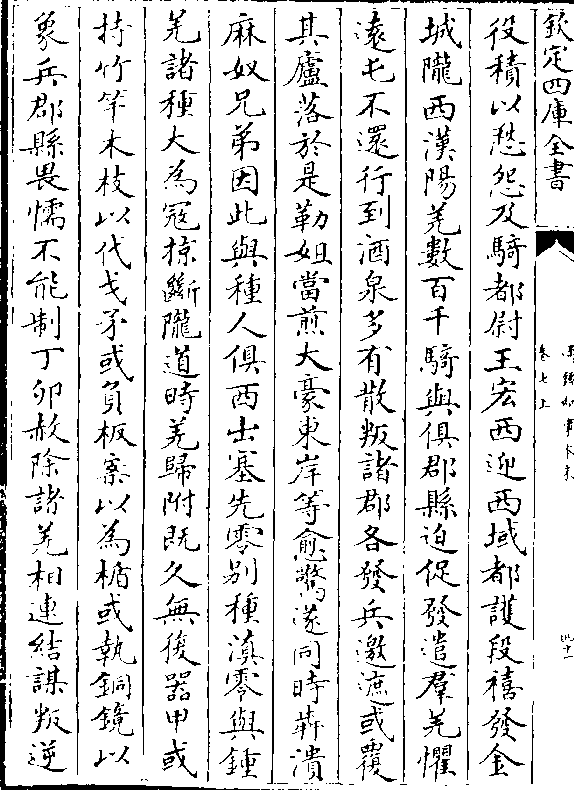 欽定四庫全書
卷七上
役積以愁怨及騎都尉王宏西迎西域都護段禧發金
城隴西漢陽羌數百千騎與俱郡縣迫促發遣羣羌懼
遠屯不還行到酒泉多有散叛諸郡各發兵邀遮或覆
其廬落於是勒姐當煎大豪東岸等愈驚遂同時犇潰
麻奴兄弟因此與種人俱西出塞先零别種滇零與鍾
羌諸種大為寇掠斷隴道時羌歸附既久無復器甲或
持竹竿木枝以代戈矛或負板案以為楯或執銅鏡以
象兵郡縣畏懦不能制丁卯赦除諸羌相連結謀叛逆